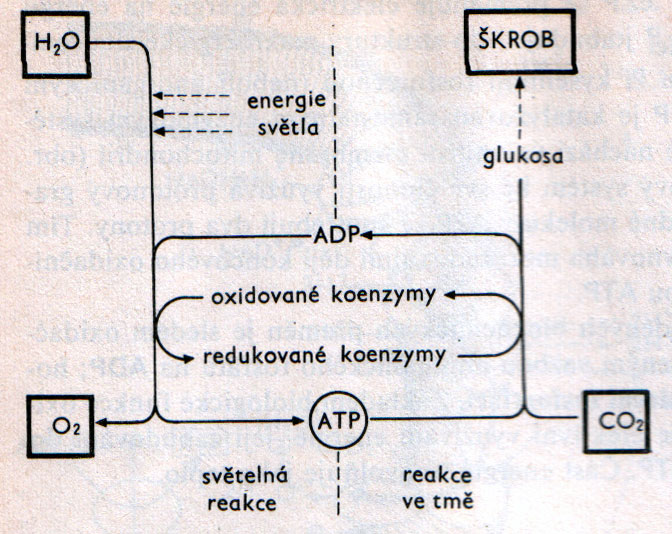 H₂O
ŠKROB
energie
světla
glukosa
ADP
oxidované koenzymy
redukované koenzymy
O₂
ATP
CO₂
světelná
reakce
reakce
ve tmě